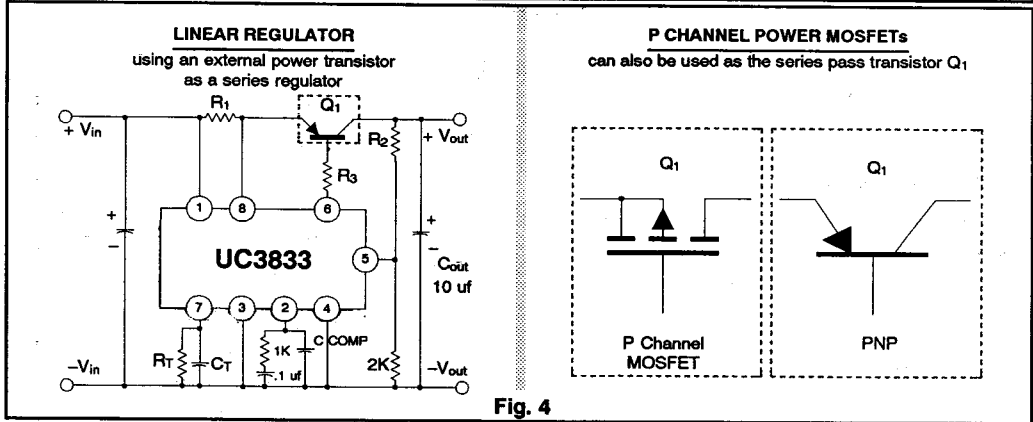 LINEAR REGULATOR
using an external power transistor
as a series regulator
Q1
R1
+ Vin
+ Vout
R2
R3
1
8
6
+
-
UC3833
5
+
-
Cout
10 uf
7
3
2
4
C COMP
RT
CT
1K
.1 uf
2K
-Vin
-Vout
P CHANNEL POWER MOSFETs
can also be used as the series pass transistor Q1
Q1
P Channel
MOSFET
Q1
PNP
Fig. 4